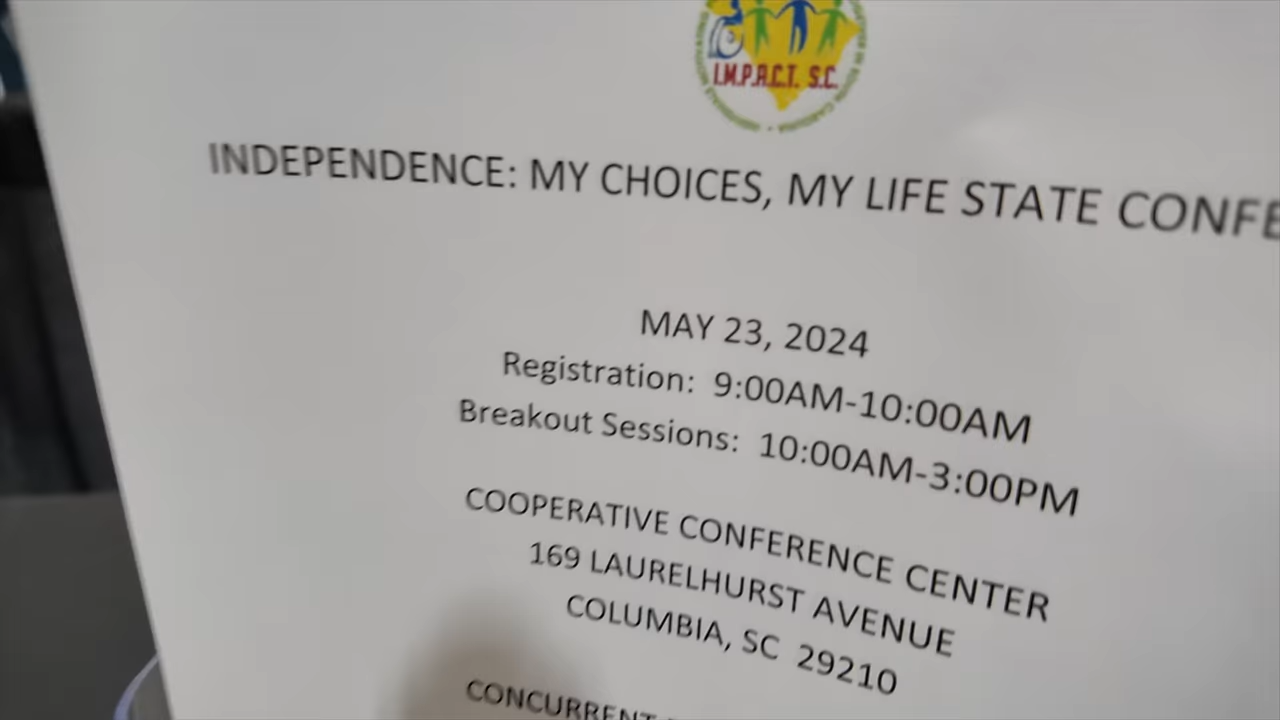 I.M.P.A.C.T. S.C.
INDEPENDENCE: MY CHOICES, MY LIFE STATE CONFE
MAY 23, 2024
Registration: 9:00AM-10:00AM
Breakout Sessions: 10:00AM-3:00PM
COOPERATIVE CONFERENCE CENTER
169 LAURELHURST AVENUE
COLUMBIA, SC 29210
CONCURRENT